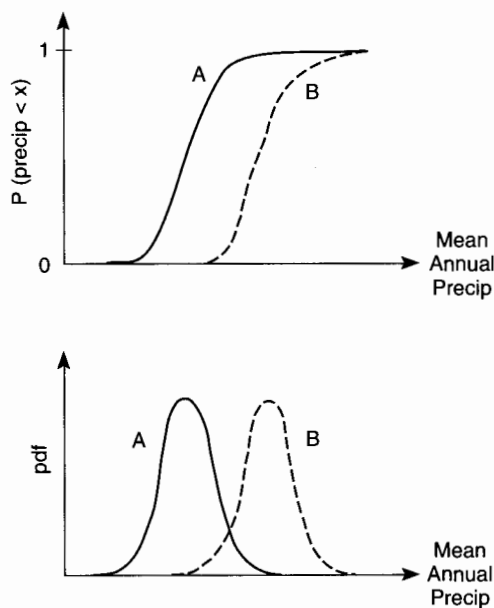 P (precip < x)
1
0
A
B
Mean
Annual
Precip
pdf
A
B
Mean
Annual
Precip